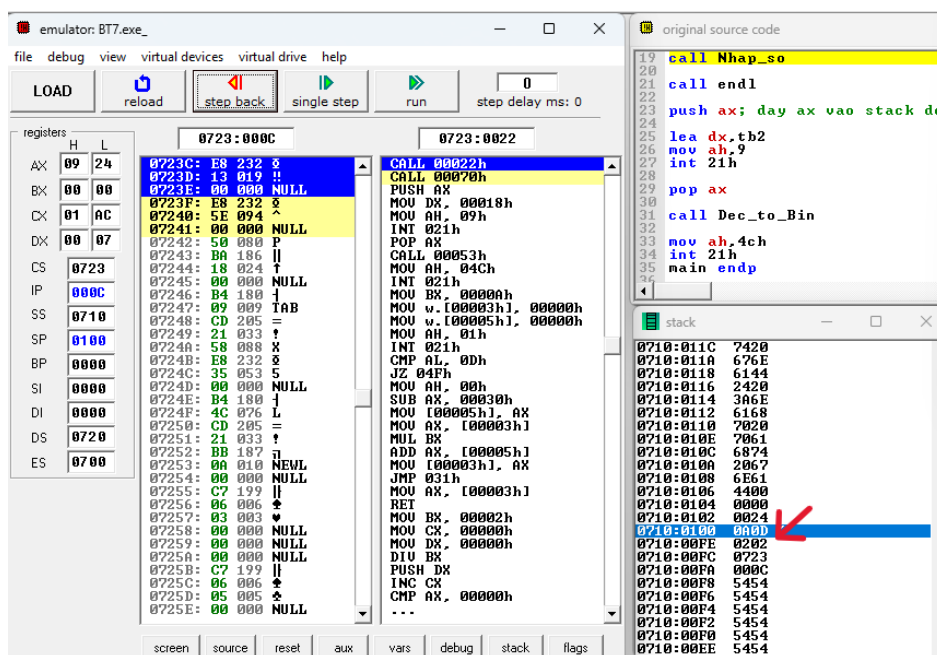 emulator: BT7.exe_
file debug view virtual devices virtual drive help
LOAD
reload
step back
single step
run
0
step delay ms: 0
registers
H L
AX 09 24
BX 00 00
CX 01 AC
DX 00 07
CS 0723
IP 000C
SS 0710
SP 0100
BP 0000
SI 0000
DI 0000
DS 0720
ES 0700
0723:000C
0723C: E8 232
0723D: 13 019 ‼
0723E: 00 000 NULL
0723F: E8 232
07240: 5E 094 ^
07241: 00 000 NULL
07242: 50 080 P
07243: BA 186 ║
07244: 18 024 ↑
07245: 00 000 NULL
07246: B4 180 ┤
07247: 09 009 TAB
07248: CD 205 =
07249: 21 033 !
0724A: 58 088 X
0724B: E8 232
0724C: 35 053 5
0724D: 00 000 NULL
0724E: B4 180 ┤
0724F: 4C 076 L
07250: CD 205 =
07251: 21 033 !
07252: BB 187 ╗
07253: 0A 010 NEWL
07254: 00 000 NULL
07255: C7 199 ╟
07256: 06 006 ♠
07257: 03 003 ♥
07258: 00 000 NULL
07259: 00 000 NULL
0725A: 00 000 NULL
0725B: C7 199 ╟
0725C: 06 006 ♠
0725D: 05 005 ♣
0725E: 00 000 NULL
0723:0022
CALL 00022h
CALL 00070h
PUSH AX
MOV DX, 00018h
MOV AH, 09h
INT 021h
POP AX
CALL 00053h
MOV AH, 04Ch
INT 021h
MOV BX, 0000Ah
MOV w.[00003h], 00000h
MOV w.[00005h], 00000h
MOV AH, 01h
INT 021h
CMP AL, 0Dh
JZ 04Fh
MOV AH, 00h
SUB AX, 00030h
MOV [00005h], AX
MOV AX, [00003h]
MUL BX
ADD AX, [00005h]
MOV [00003h], AX
JMP 031h
MOV AX, [00003h]
RET
MOV BX, 00002h
MOV CX, 00000h
MOV DX, 00000h
DIV BX
PUSH DX
INC CX
CMP AX, 00000h
...
screen source reset aux vars debug stack flags
original source code
19 call Nhap_so
20
21 call endl
22
23 push ax; day ax vao stack
24
25 lea dx,tb2
26 mov ah,9
27 int 21h
28
29 pop ax
30
31 call Dec_to_Bin
32
33 mov ah,4ch
34 int 21h
35 main endp
36
stack
0710:011C 7420
0710:011A 676E
0710:0118 6144
0710:0116 2420
0710:0114 3A6E
0710:0112 6168
0710:0110 7020
0710:010E 7061
0710:010C 6874
0710:010A 2067
0710:0108 6E61
0710:0106 4400
0710:0104 0000
0710:0102 0024
0710:0100 0A0D
0710:00FE 0202
0710:00FC 0723
0710:00FA 000C
0710:00F8 5454
0710:00F6 5454
0710:00F4 5454
0710:00F2 5454
0710:00F0 5454
0710:00EE 5454